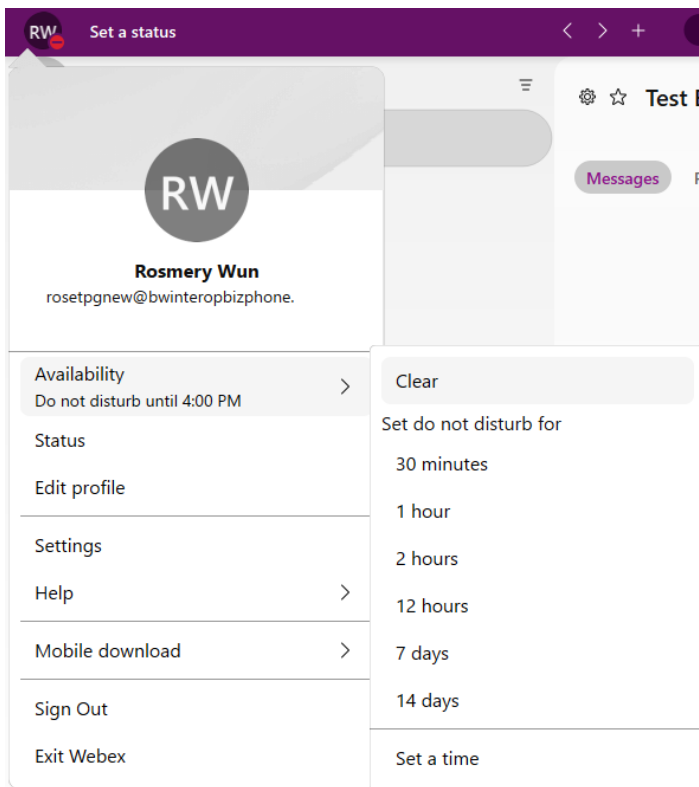 RW Set a status
Test
Messages
RW
Rosmery Wun
rosetpgnew@bwinteropbizphone.
Availability
Do not disturb until 4:00 PM
Status
Edit profile
Settings
Help
Mobile download
Sign Out
Exit Webex
Clear
Set do not disturb for
30 minutes
1 hour
2 hours
12 hours
7 days
14 days
Set a time